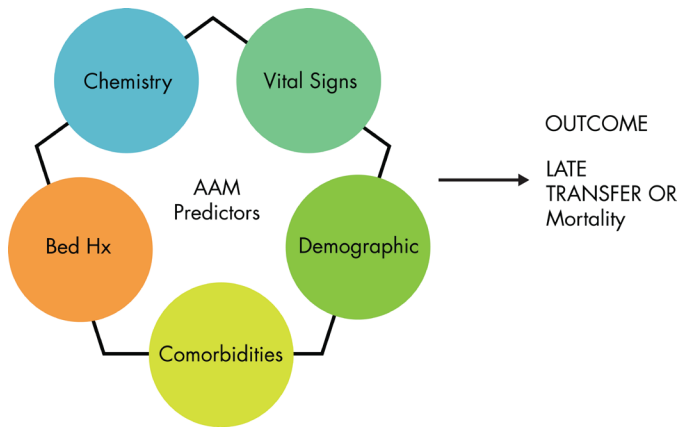 Chemistry
Vital Signs
AAM
Predictors
Bed Hx
Demographic
Comorbidities
OUTCOME
LATE
TRANSFER OR
Mortality